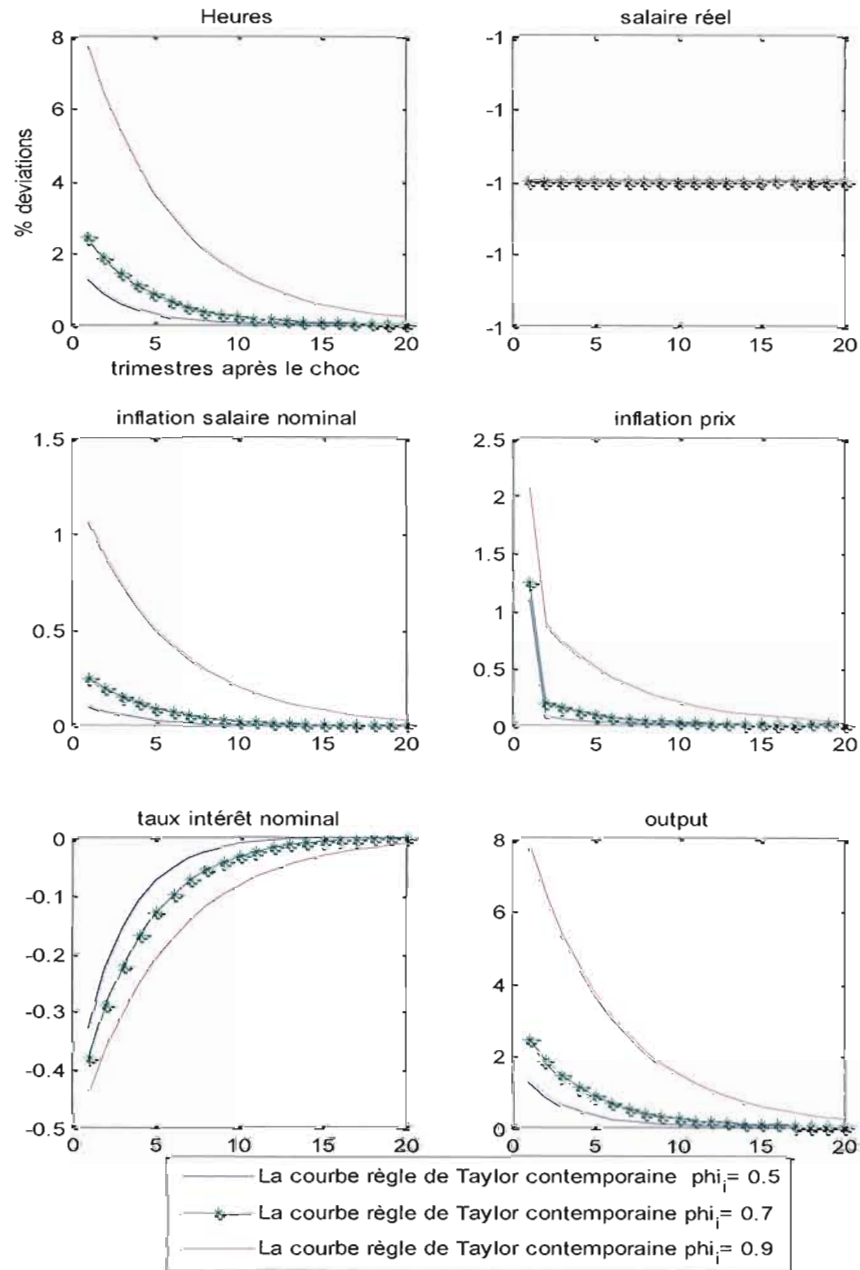 Heures
8
6
4
2
0
0 5 10 15 20
% deviations
trimestres après le choc
salaire réel
-1
-1
-1
-1
-1
0 5 10 15 20
inflation salaire nominal
1.5
1
0.5
0
0 5 10 15 20
inflation prix
2.5
2
1.5
1
0.5
0
0 5 10 15 20
taux intérêt nominal
0
-0.1
-0.2
-0.3
-0.4
-0.5
0 5 10 15 20
output
8
6
4
2
0
0 5 10 15 20
La courbe règle de Taylor contemporaine phi_i= 0.5
La courbe règle de Taylor contemporaine phi_i= 0.7
La courbe règle de Taylor contemporaine phi_i= 0.9